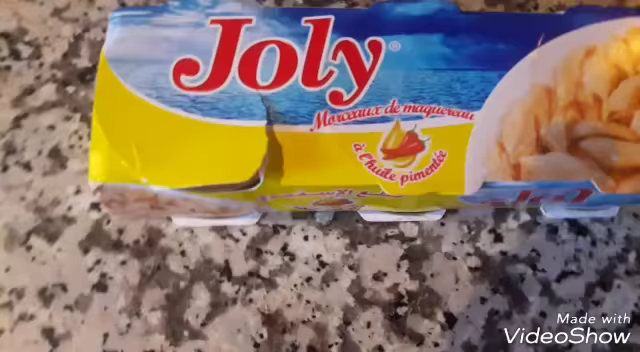 Joly®
Morceaux de maquereau
à l'huile pimentée
Made with
VideoShow